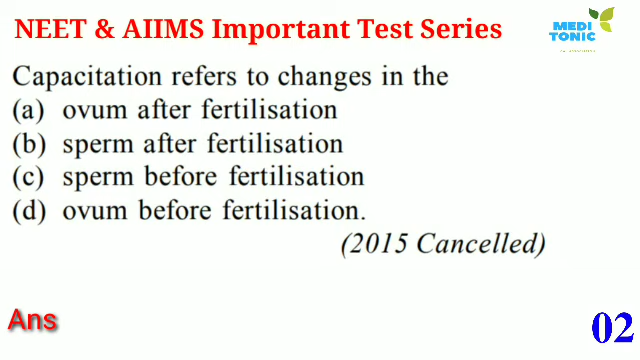 NEET & AIIMS Important Test Series
MEDI
TONIC
Capacitation refers to changes in the
(a) ovum after fertilisation
(b) sperm after fertilisation
(c) sperm before fertilisation
(d) ovum before fertilisation.
(2015 Cancelled)
Ans
02